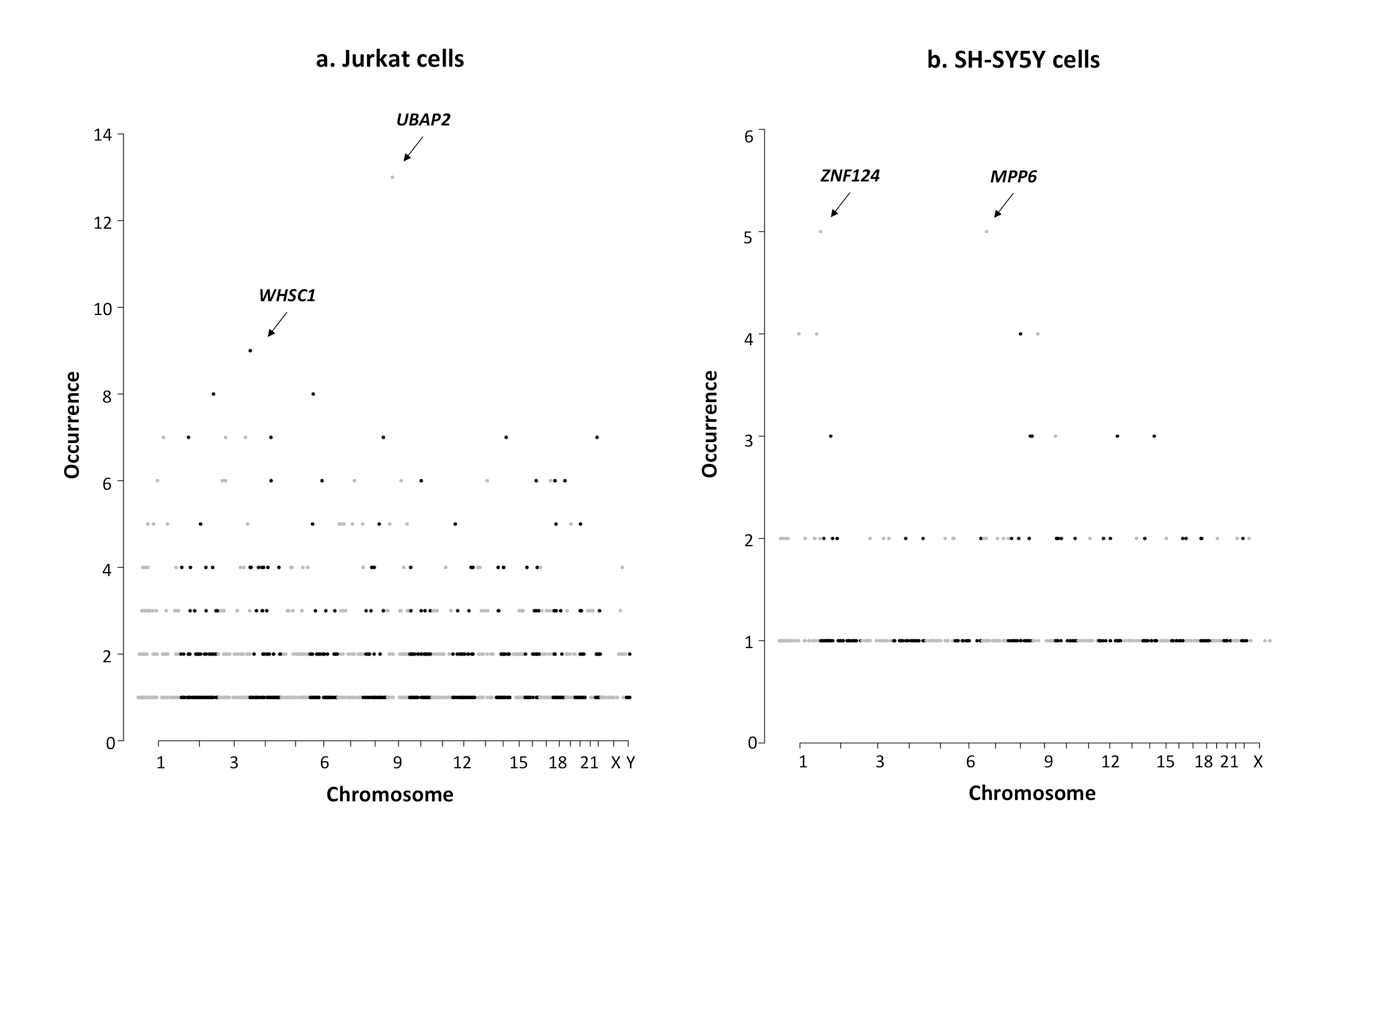 a. Jurkat cells
UBAP2
WHSC1
Occurrence
14
12
10
8
6
4
2
0
1 3 6 9 12 15 18 21 X Y
Chromosome
b. SH-SY5Y cells
ZNF124
MPP6
Occurrence
6
5
4
3
2
1
0
1 3 6 9 12 15 18 21 X
Chromosome